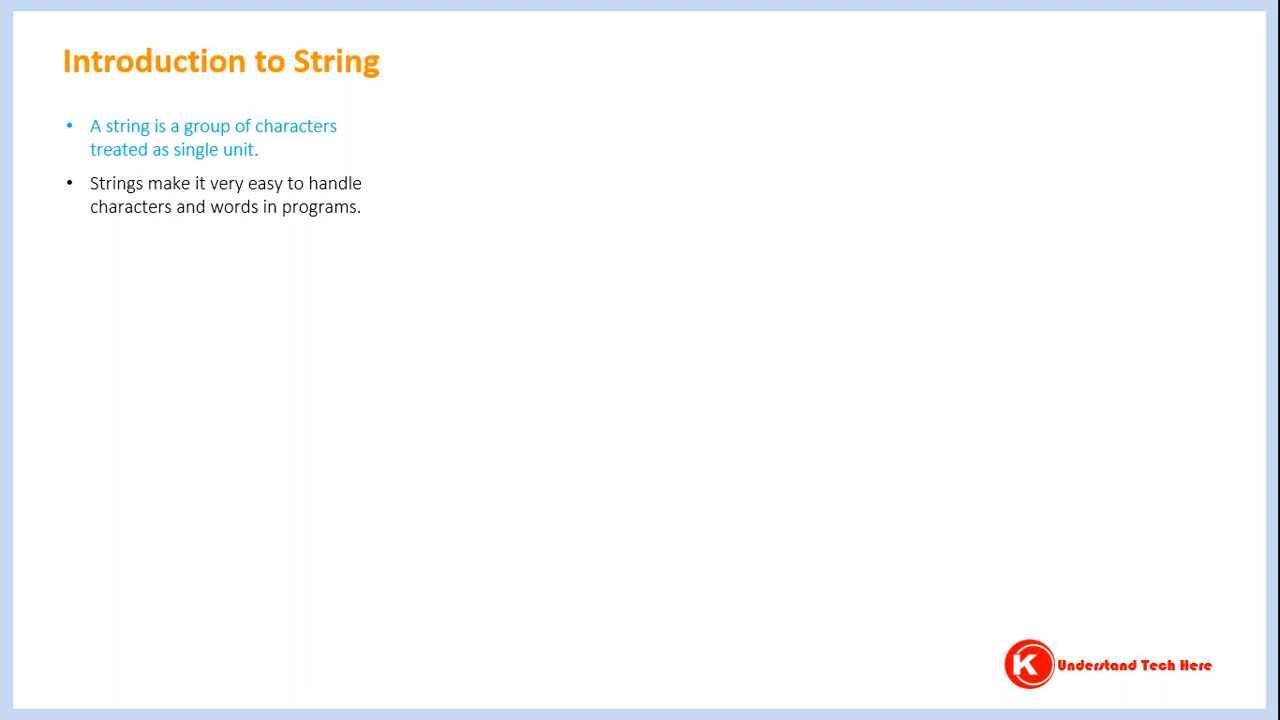 Introduction to String
• A string is a group of characters
treated as single unit.
• Strings make it very easy to handle
characters and words in programs.
K Understand Tech Here